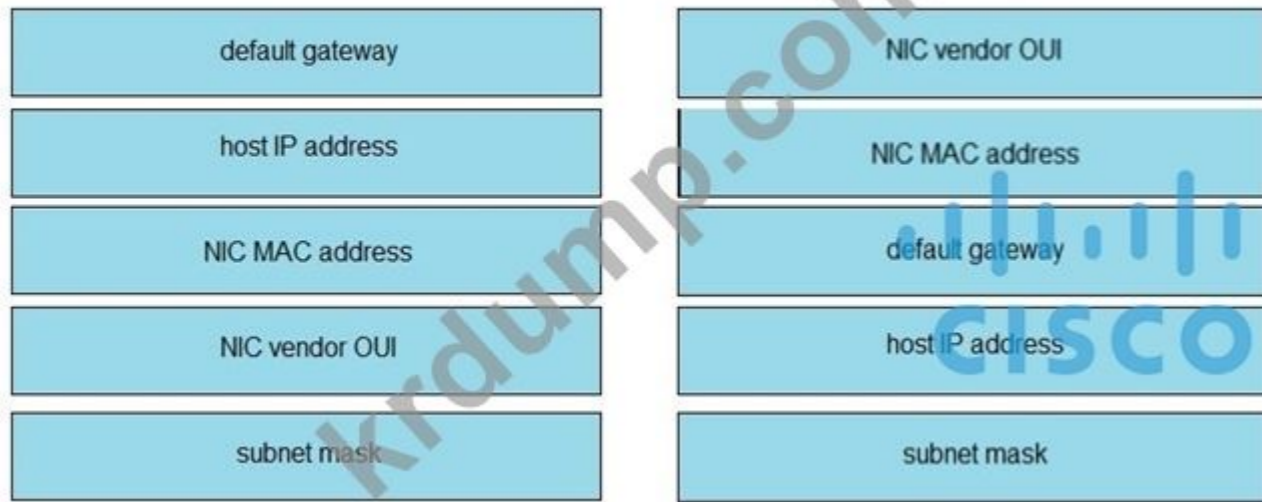 default gateway
host IP address
NIC MAC address
NIC vendor OUI
subnet mask
NIC vendor OUI
NIC MAC address
default gateway
host IP address
subnet mask
krdump.com
CISCO